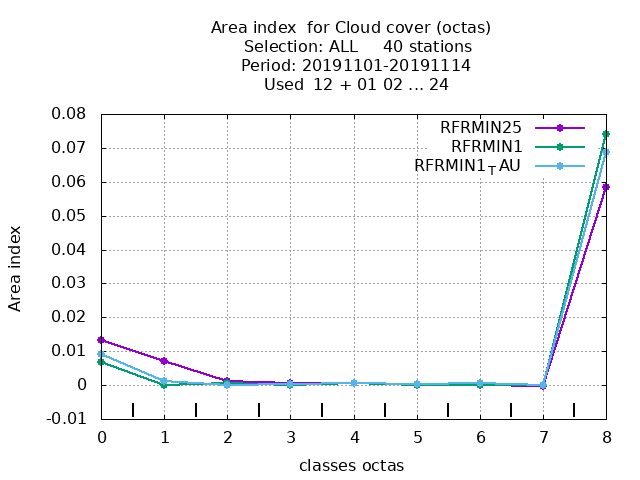 Area index  for Cloud cover (octas)
Selection: ALL     40 stations
Period: 20191101-20191114
Used  12 + 01 02 ... 24
RFRMIN25
RFRMIN1
RFRMIN1TAU
0.08
0.07
0.06
0.05
0.04
0.03
0.02
0.01
0
-0.01
Area index
0 1 2 3 4 5 6 7 8
classes octas